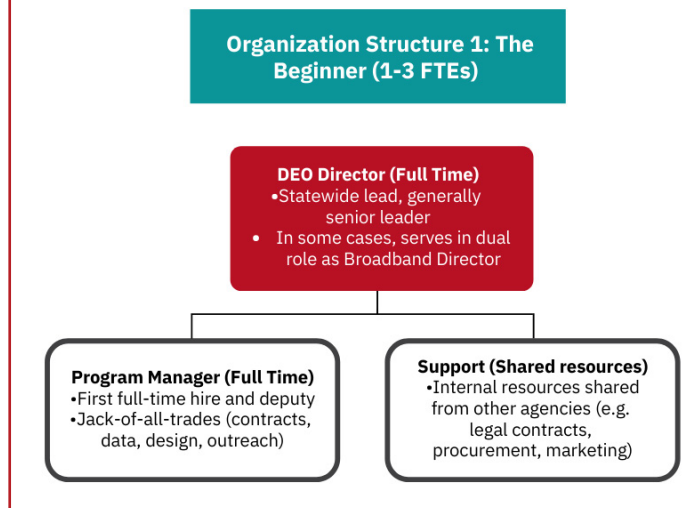 Organization Structure 1: The
Beginner (1-3 FTEs)
DEO Director (Full Time)
•Statewide lead, generally
senior leader
• In some cases, serves in dual
role as Broadband Director
Program Manager (Full Time)
•First full-time hire and deputy
•Jack-of-all-trades (contracts,
data, design, outreach)
Support (Shared resources)
•Internal resources shared
from other agencies (e.g.
legal contracts,
procurement, marketing)